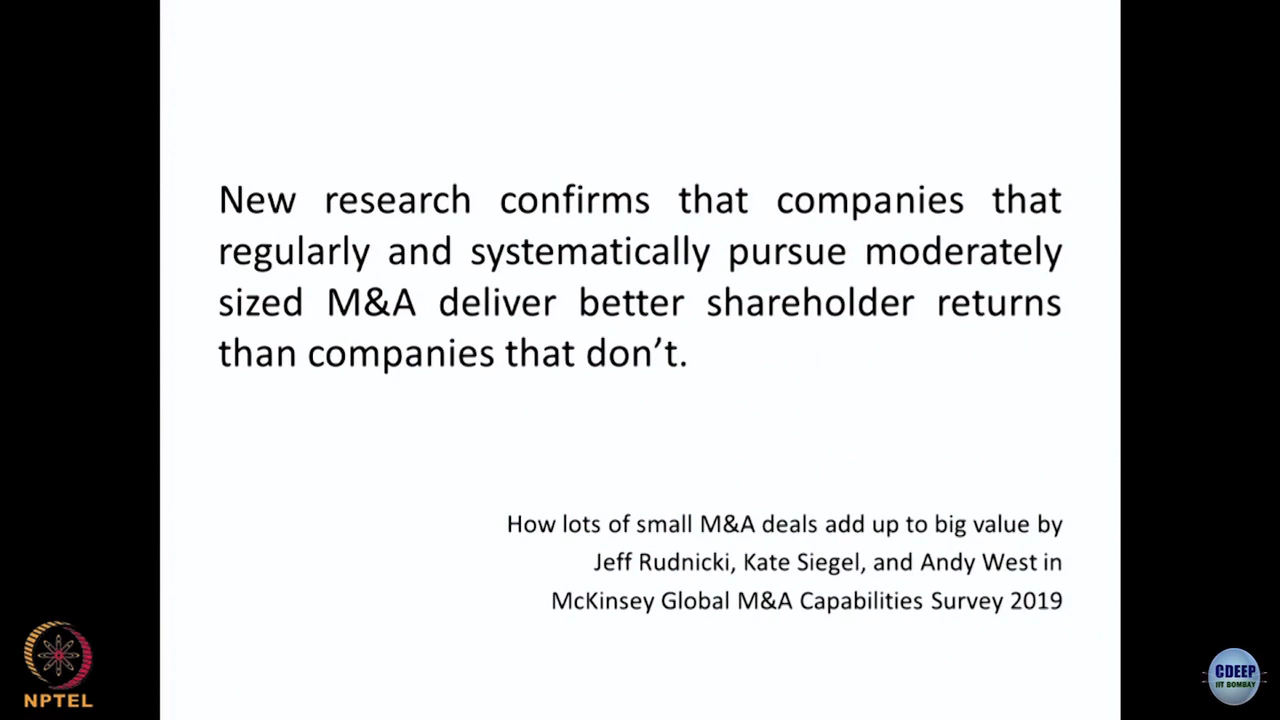 New research confirms that companies that
regularly and systematically pursue moderately
sized M&A deliver better shareholder returns
than companies that don’t.
How lots of small M&A deals add up to big value by
Jeff Rudnicki, Kate Siegel, and Andy West in
McKinsey Global M&A Capabilities Survey 2019
NPTEL
CDEEP
IIT BOMBAY